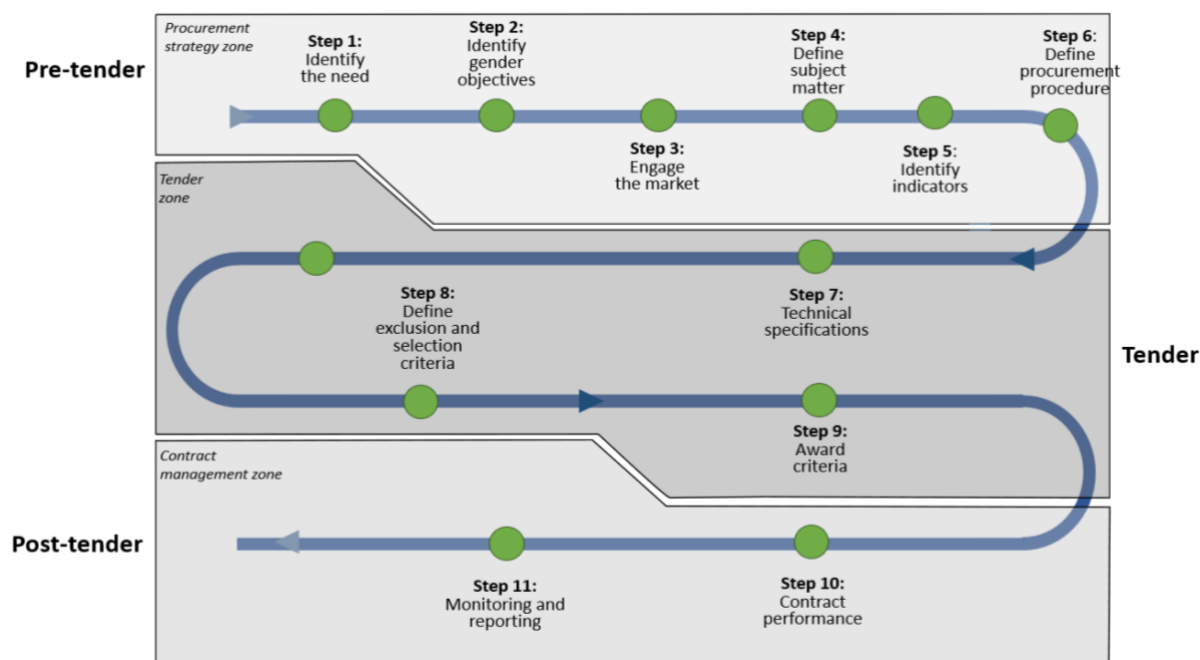 Procurement
strategy zone
Pre-tender
Step 1:
Identify
the need
Step 2:
Identify
gender
objectives
Step 3:
Engage
the market
Step 4:
Define
subject
matter
Step 5:
Identify
indicators
Step 6:
Define
procurement
procedure
Tender
zone
Step 7:
Technical
specifications
Step 8:
Define
exclusion and
selection
criteria
Tender
Step 9:
Award
criteria
Contract
management zone
Post-tender
Step 10:
Contract
performance
Step 11:
Monitoring and
reporting